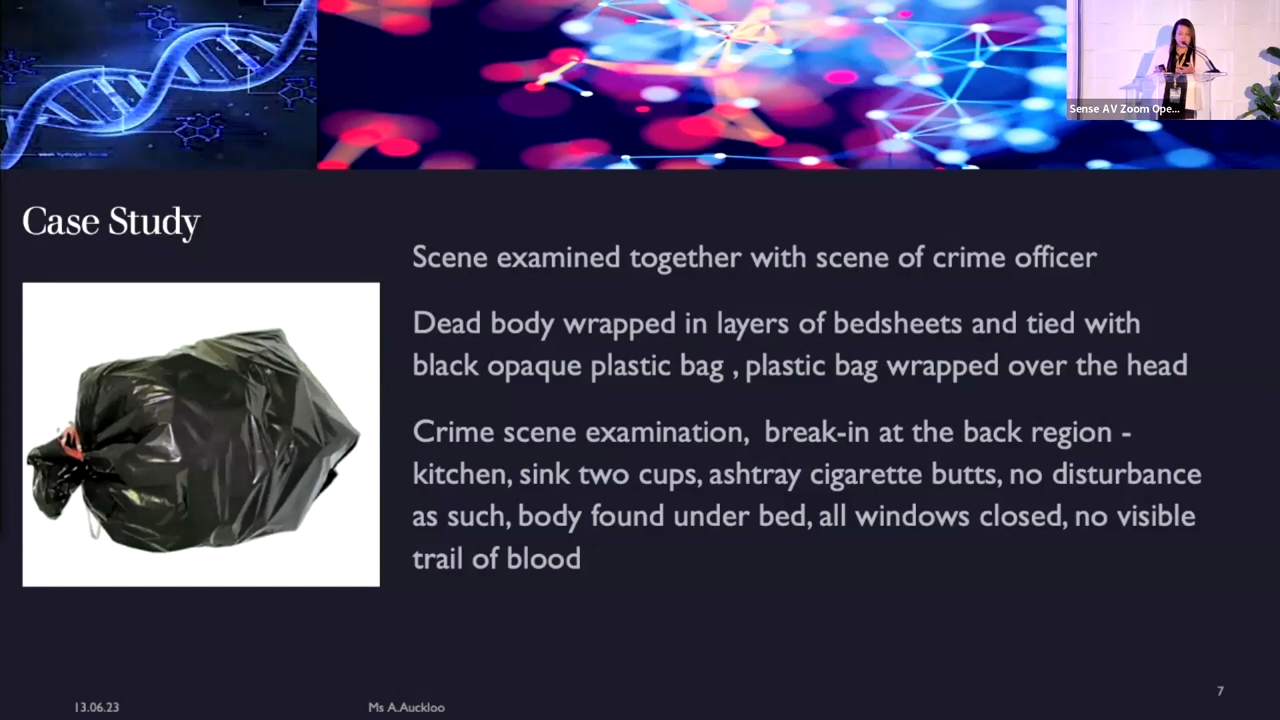 Sense AV Zoom Ope...
Case Study
Scene examined together with scene of crime officer
Dead body wrapped in layers of bedsheets and tied with
black opaque plastic bag , plastic bag wrapped over the head
Crime scene examination, break-in at the back region -
kitchen, sink two cups, ashtray cigarette butts, no disturbance
as such, body found under bed, all windows closed, no visible
trail of blood
13.06.23
Ms A.Auckloo
7